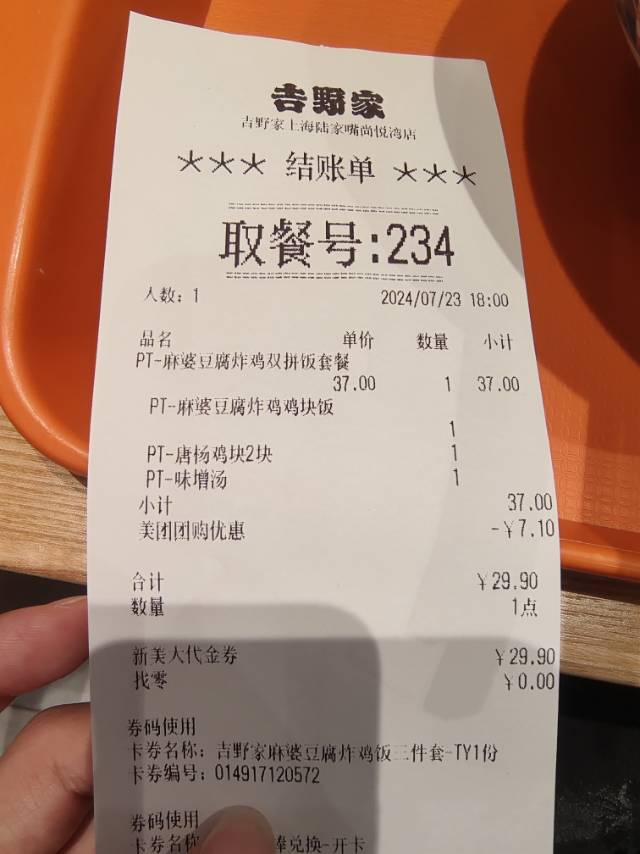 吉野家
吉野家上海陆家嘴尚悦湾店
*** 结账单 ***
取餐号:234
人数: 1 2024/07/23 18:00
品名 单价 数量 小计
PT-麻婆豆腐炸鸡双拼饭套餐
37.00 1 37.00
PT-麻婆豆腐炸鸡鸡块饭
1
PT-唐杨鸡块2块 1
PT-味增汤 1
小计 37.00
美团团购优惠 -￥7.10
合计 ￥29.90
数量 1点
新美大代金券 ￥29.90
找零 ￥0.00
券码使用
卡券名称: 吉野家麻婆豆腐炸鸡饭三件套-TY1份
卡券编号: 014917120572
券码使用
卡券名称 兑换-开卡